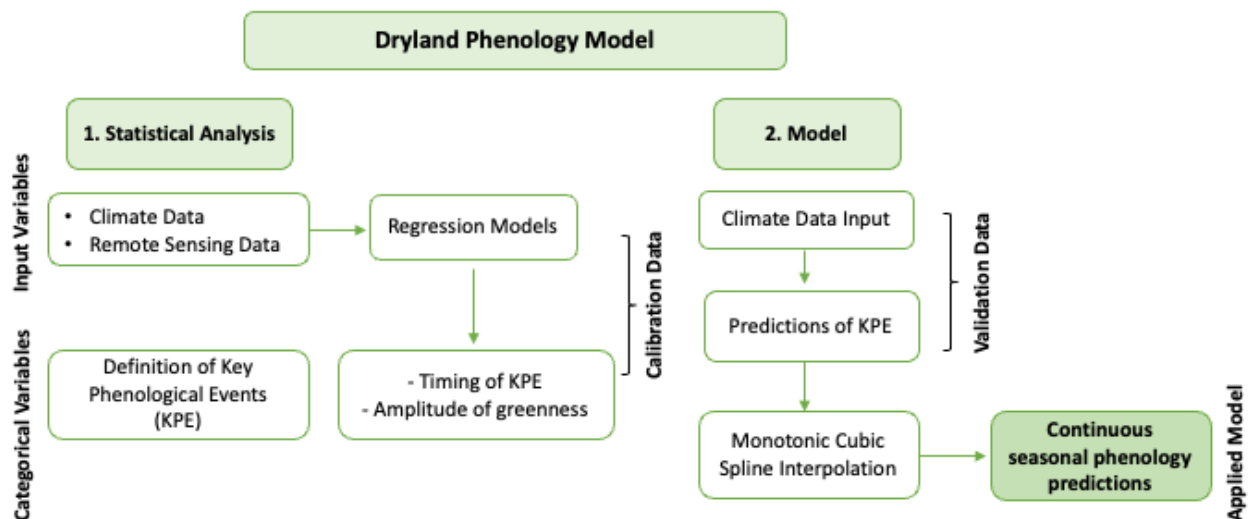 Dryland Phenology Model
1. Statistical Analysis
2. Model
Input Variables
• Climate Data
• Remote Sensing Data
Regression Models
Calibration Data
Climate Data Input
Validation Data
Predictions of KPE
Categorical Variables
Definition of Key
Phenological Events
(KPE)
- Timing of KPE
- Amplitude of greenness
Monotonic Cubic
Spline Interpolation
Continuous
seasonal phenology
predictions
Applied Model